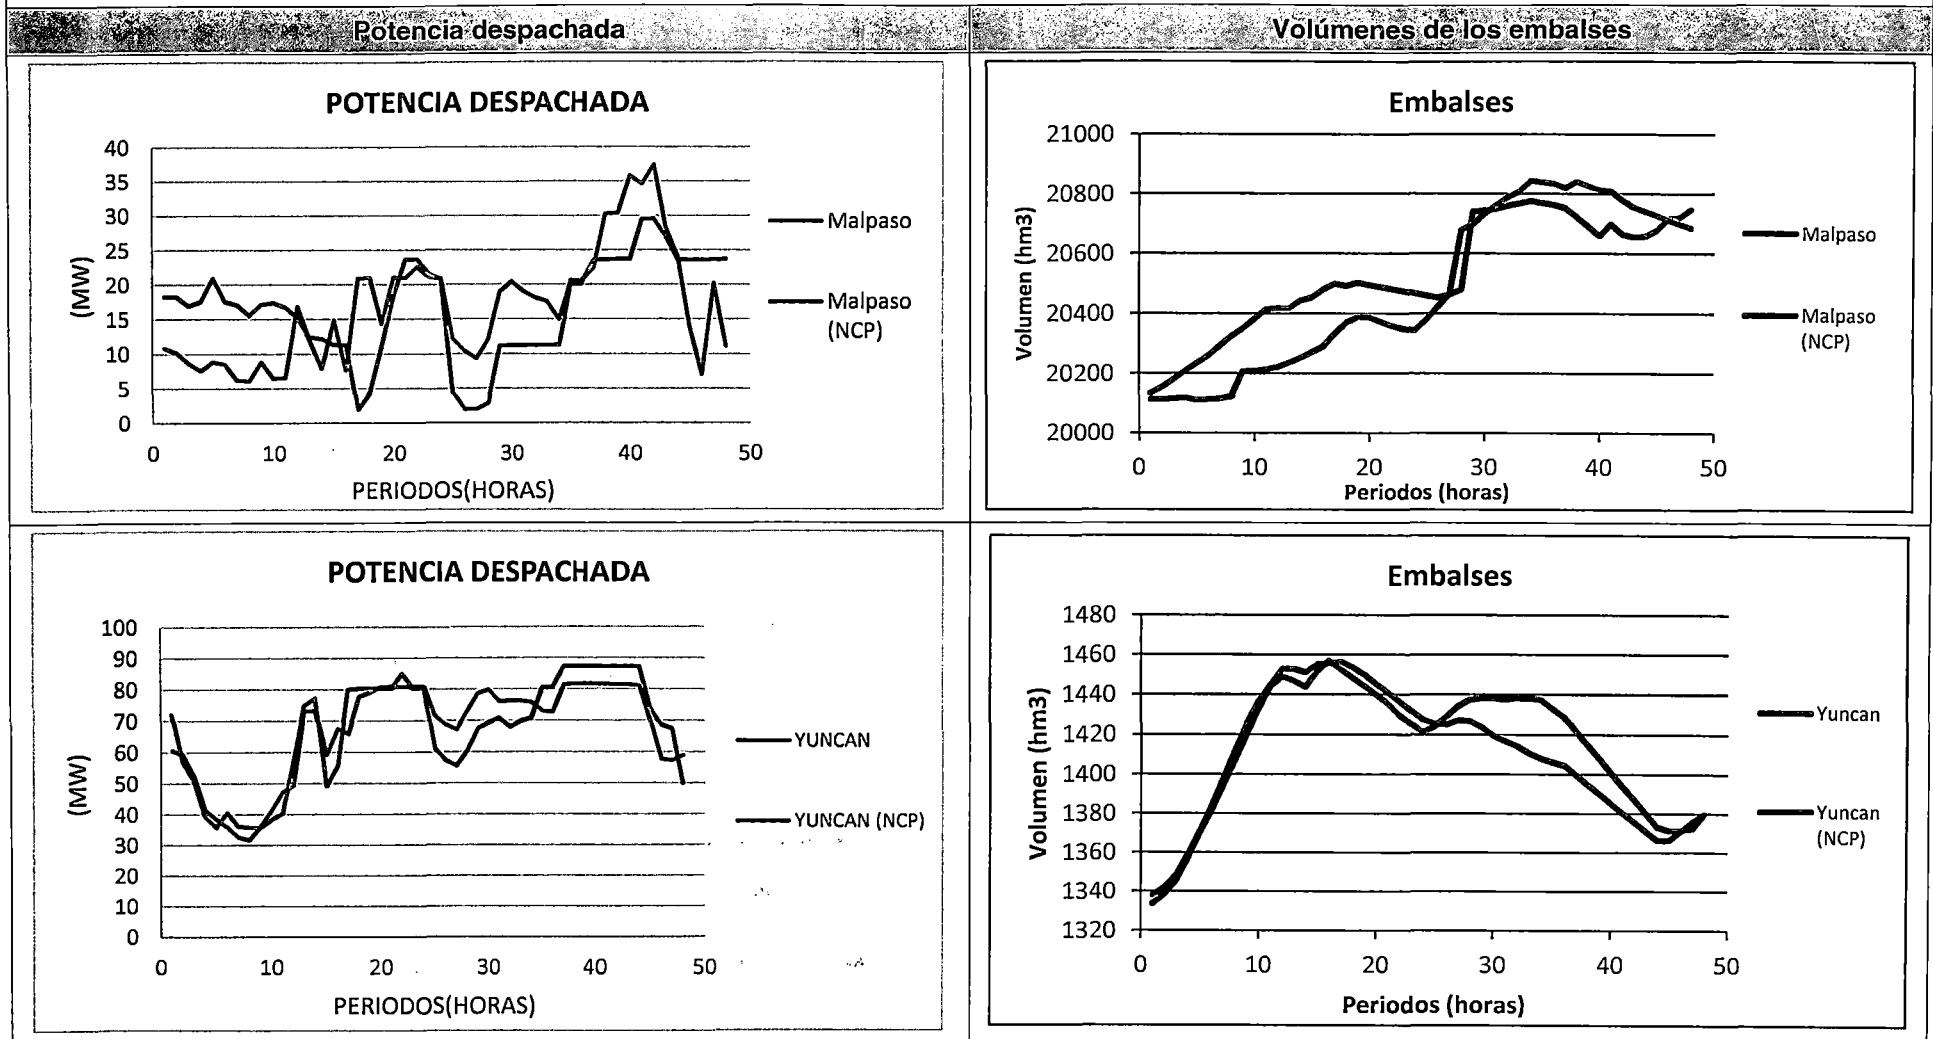 Potencia despachada
Volúmenes de los embalses
POTENCIA DESPACHADA
40
35
30
25
20
15
10
5
0
(MW)
0 10 20 30 40 50
PERIODOS(HORAS)
Malpaso
Malpaso
(NCP)
Embalses
21000
20800
20600
20400
20200
20000
Volumen (hm3)
0 10 20 30 40 50
Periodos (horas)
Malpaso
Malpaso
(NCP)
POTENCIA DESPACHADA
100
90
80
70
60
50
40
30
20
10
0
(MW)
0 10 20 30 40 50
PERIODOS(HORAS)
YUNCAN
YUNCAN (NCP)
Embalses
1480
1460
1440
1420
1400
1380
1360
1340
1320
Volumen (hm3)
0 10 20 30 40 50
Periodos (horas)
Yuncan
Yuncan
(NCP)